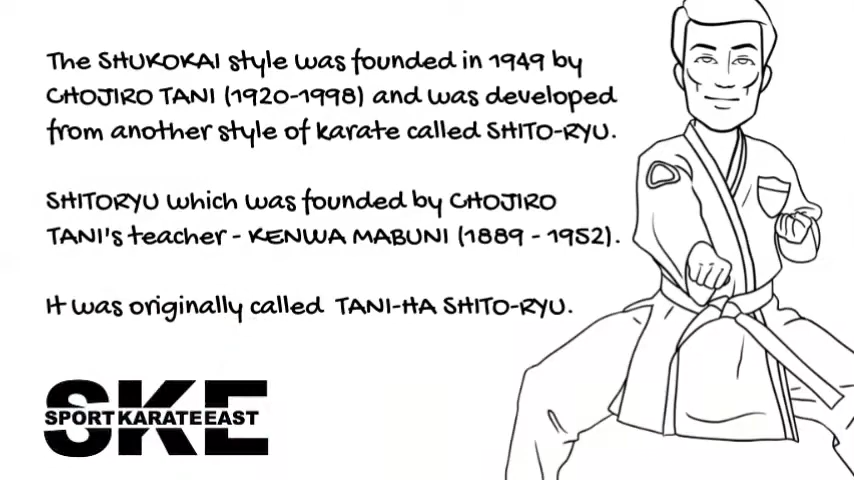 The SHUKOKAI style was founded in 1949 by
CHOJIRO TANI (1920-1998) and was developed
from another style of karate called SHITO-RYU.
SHITORYU which was founded by CHOJIRO
TANI's teacher - KENWA MABUNI (1889 - 1952).
It was originally called TANI-HA SHITO-RYU.
SKE
SPORT KARATE EAST